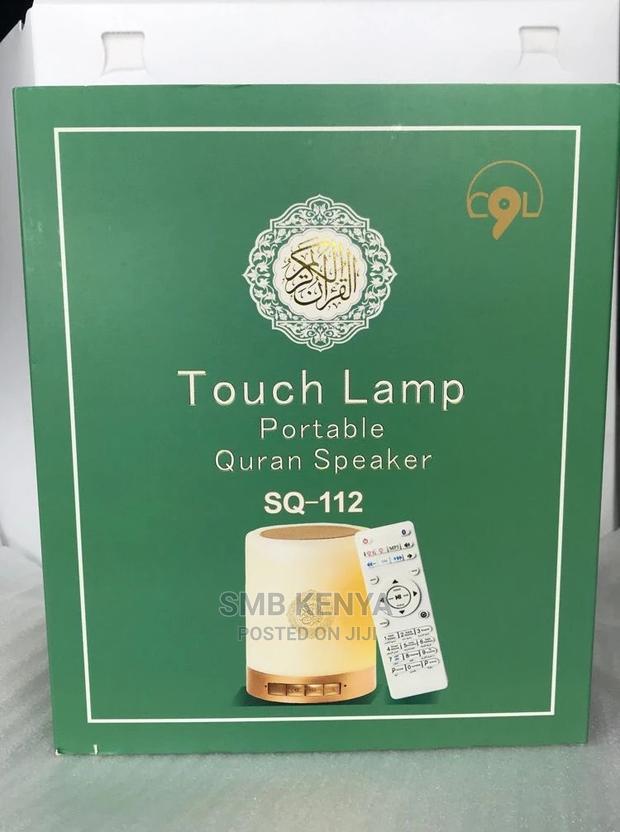 C9L
القرآن الكريم
Touch Lamp
Portable
Quran Speaker
SQ-112
SMB KENYA
POSTED ON JIJI